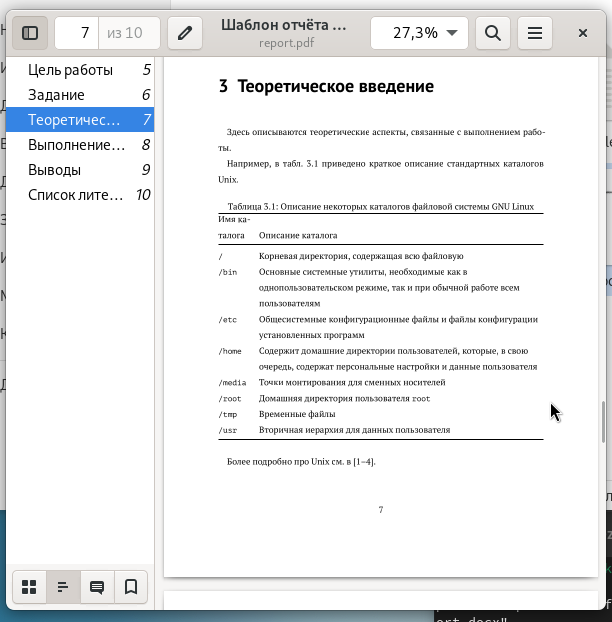 7 из 10
Шаблон отчёта ...
report.pdf
27,3%
Цель работы 5
Задание 6
Теоретичес... 7
Выполнение... 8
Выводы 9
Список лите... 10
3 Теоретическое введение
Здесь описываются теоретические аспекты, связанные с выполнением рабо-
ты.
Например, в табл. 3.1 приведено краткое описание стандартных каталогов
Unix.
Таблица 3.1: Описание некоторых каталогов файловой системы GNU Linux
Имя ка-
талога Описание каталога
/ Корневая директория, содержащая всю файловую
/bin Основные системные утилиты, необходимые как в
однопользовательском режиме, так и при обычной работе всем
пользователям
/etc Общесистемные конфигурационные файлы и файлы конфигурации
установленных программ
/home Содержит домашние директории пользователей, которые, в свою
очередь, содержат персональные настройки и данные пользователя
/media Точки монтирования для сменных носителей
/root Домашняя директория пользователя root
/tmp Временные файлы
/usr Вторичная иерархия для данных пользователя
Более подробно про Unix см. в [1–4].
7